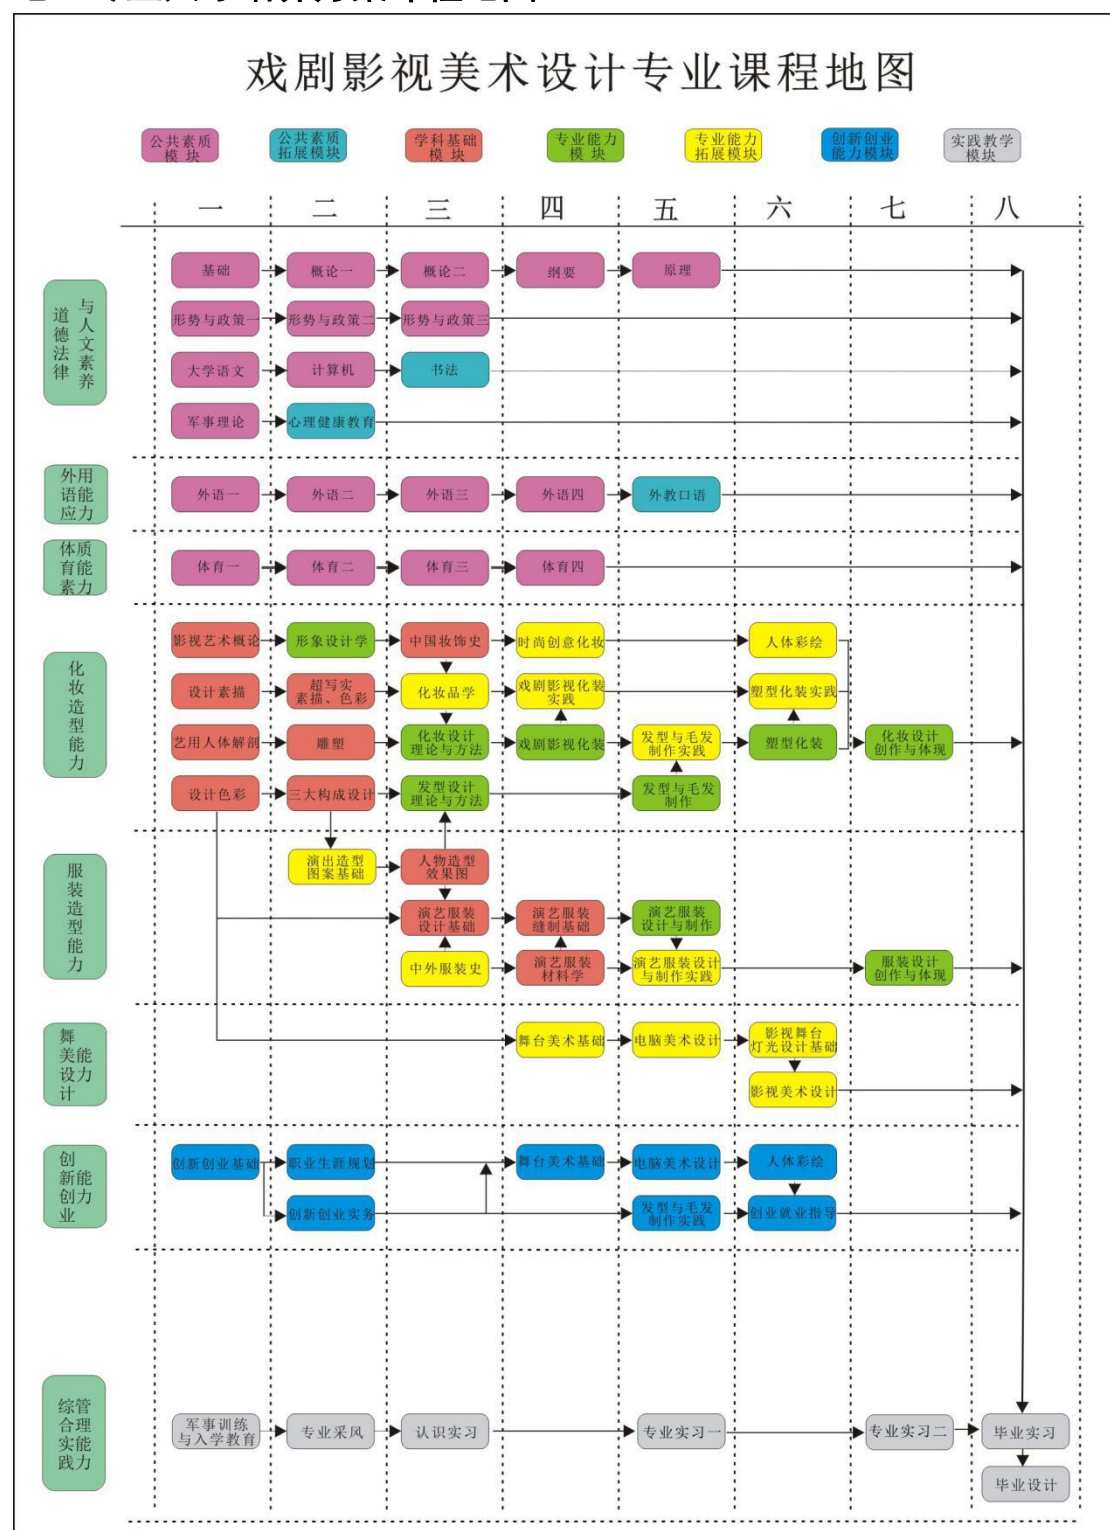 戏剧影视美术设计专业课程地图
公共素质
模 块
公共素质
拓展模块
学科基础
模 块
专业能力
模 块
专业能力
拓展模块
创新创业
能力模块
实践教学
模块
一 二 三 四 五 六 七 八
道德法律
与人文素养
基础 概论一 概论二 纲要 原理
形势与政策一 形势与政策二 形势与政策三
大学语文 计算机 书法
军事理论 心理健康教育
外用
语能
应力
外语一 外语二 外语三 外语四 外教口语
体质
育能
素力
体育一 体育二 体育三 体育四
化妆造型能力
影视艺术概论 形象设计学 中国妆饰史 时尚创意化妆 人体彩绘
设计素描
超写实
素描、色彩
化妆品学
戏剧影视化装
实践
塑型化装实践
艺用人体解剖 雕塑
化妆设计
理论与方法
戏剧影视化装
发型与毛发
制作实践
塑型化装
化妆设计
创作与体现
设计色彩 三大构成设计
发型设计
理论与方法
发型与毛发
制作
服装造型能力
演出造型
图案基础
人物造型
效果图
演艺服装
设计基础
演艺服装
缝制基础
演艺服装
设计与制作
中外服装史
演艺服装
材料学
演艺服装设计
与制作实践
服装设计
创作与体现
舞
美能
设力
计
舞台美术基础 电脑美术设计
影视舞台
灯光设计基础
影视美术设计
创
新能
创力
业
创新创业基础 职业生涯规划 舞台美术基础 电脑美术设计 人体彩绘
创新创业实务
发型与毛发
制作实践
创业就业指导
综管
合理
实能
践力
军事训练
与入学教育
专业采风 认识实习 专业实习一 专业实习二 毕业实习
毕业设计